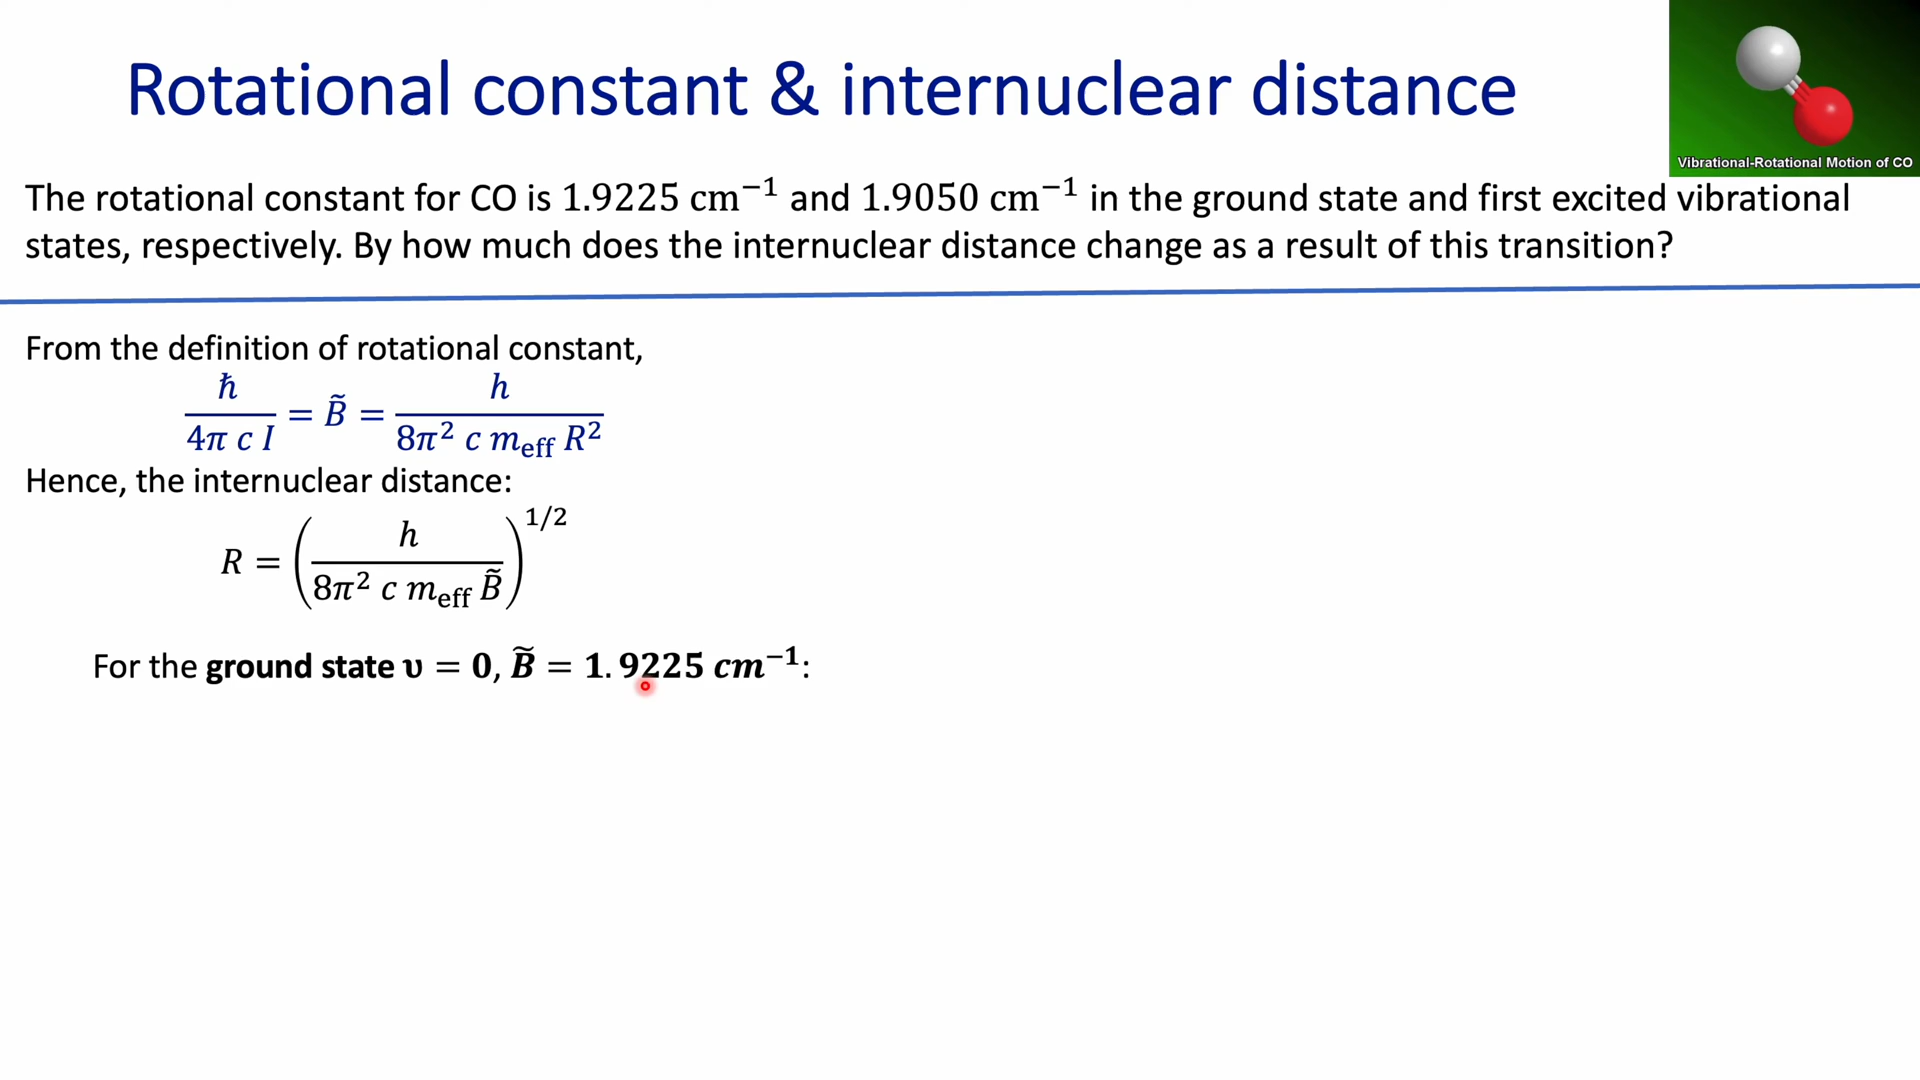 Rotational constant & internuclear distance
Vibrational-Rotational Motion of CO
The rotational constant for CO is 1.9225 cm⁻¹ and 1.9050 cm⁻¹ in the ground state and first excited vibrational
states, respectively. By how much does the internuclear distance change as a result of this transition?
From the definition of rotational constant,
ℏ / (4π c I) = B̃ = h / (8π² c m_eff R²)
Hence, the internuclear distance:
R = (h / (8π² c m_eff B̃))^(1/2)
For the ground state υ = 0, B̃ = 1.9225 cm⁻¹: